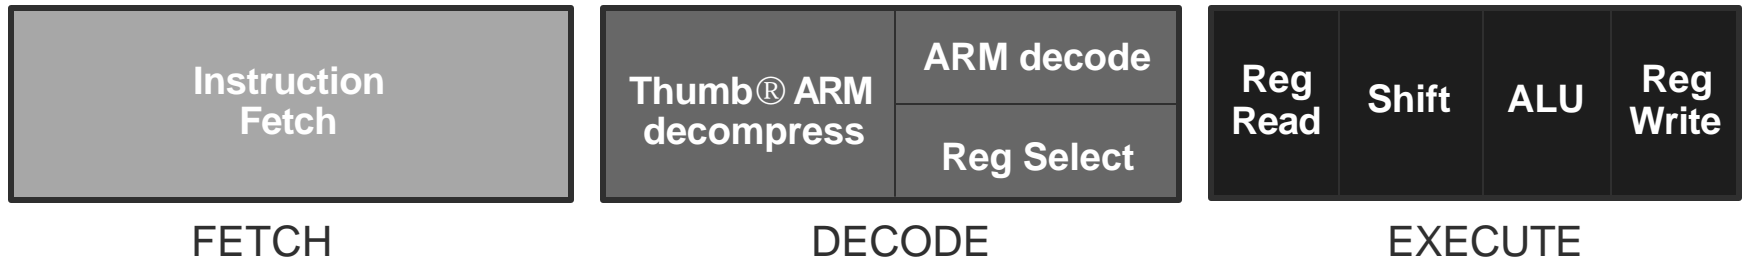 Instruction
Fetch
Thumb® ARM
decompress
ARM decode
Reg Select
Reg
Read
Shift
ALU
Reg
Write
FETCH
DECODE
EXECUTE